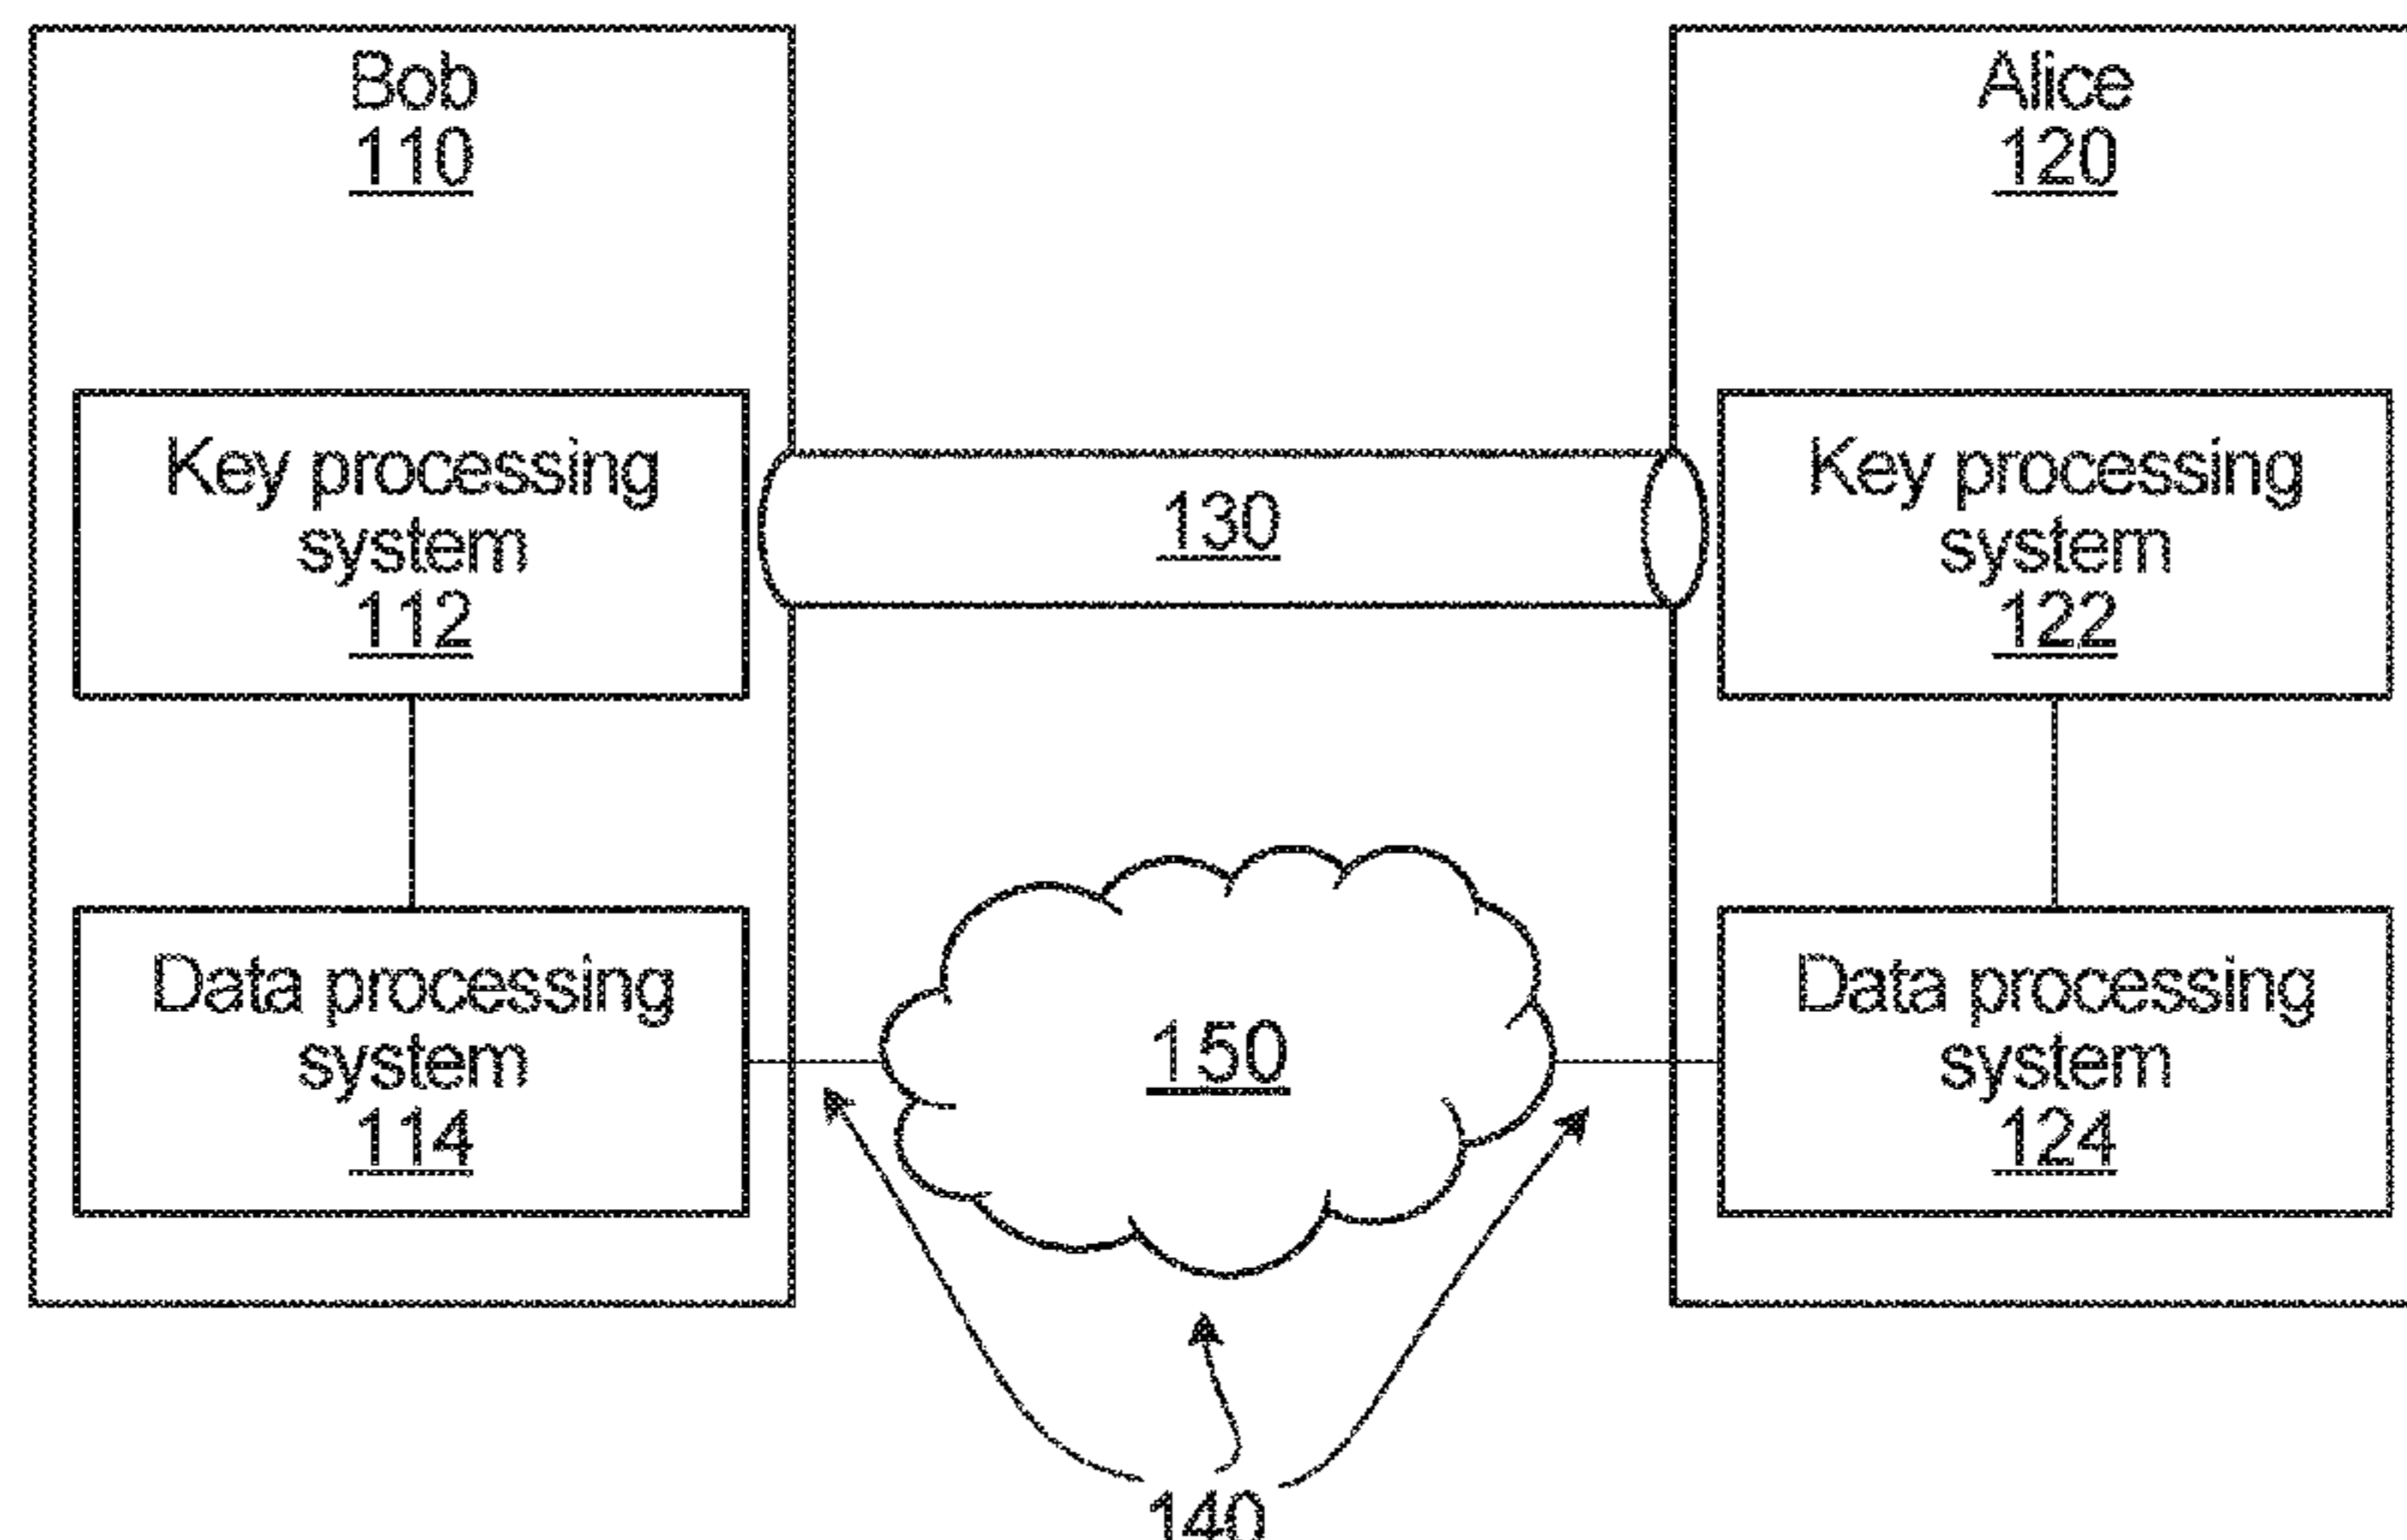 Bob
110
Alice
120
Key processing
system
112
130
Key processing
system
122
Data processing
system
114
150
Data processing
system
124
140